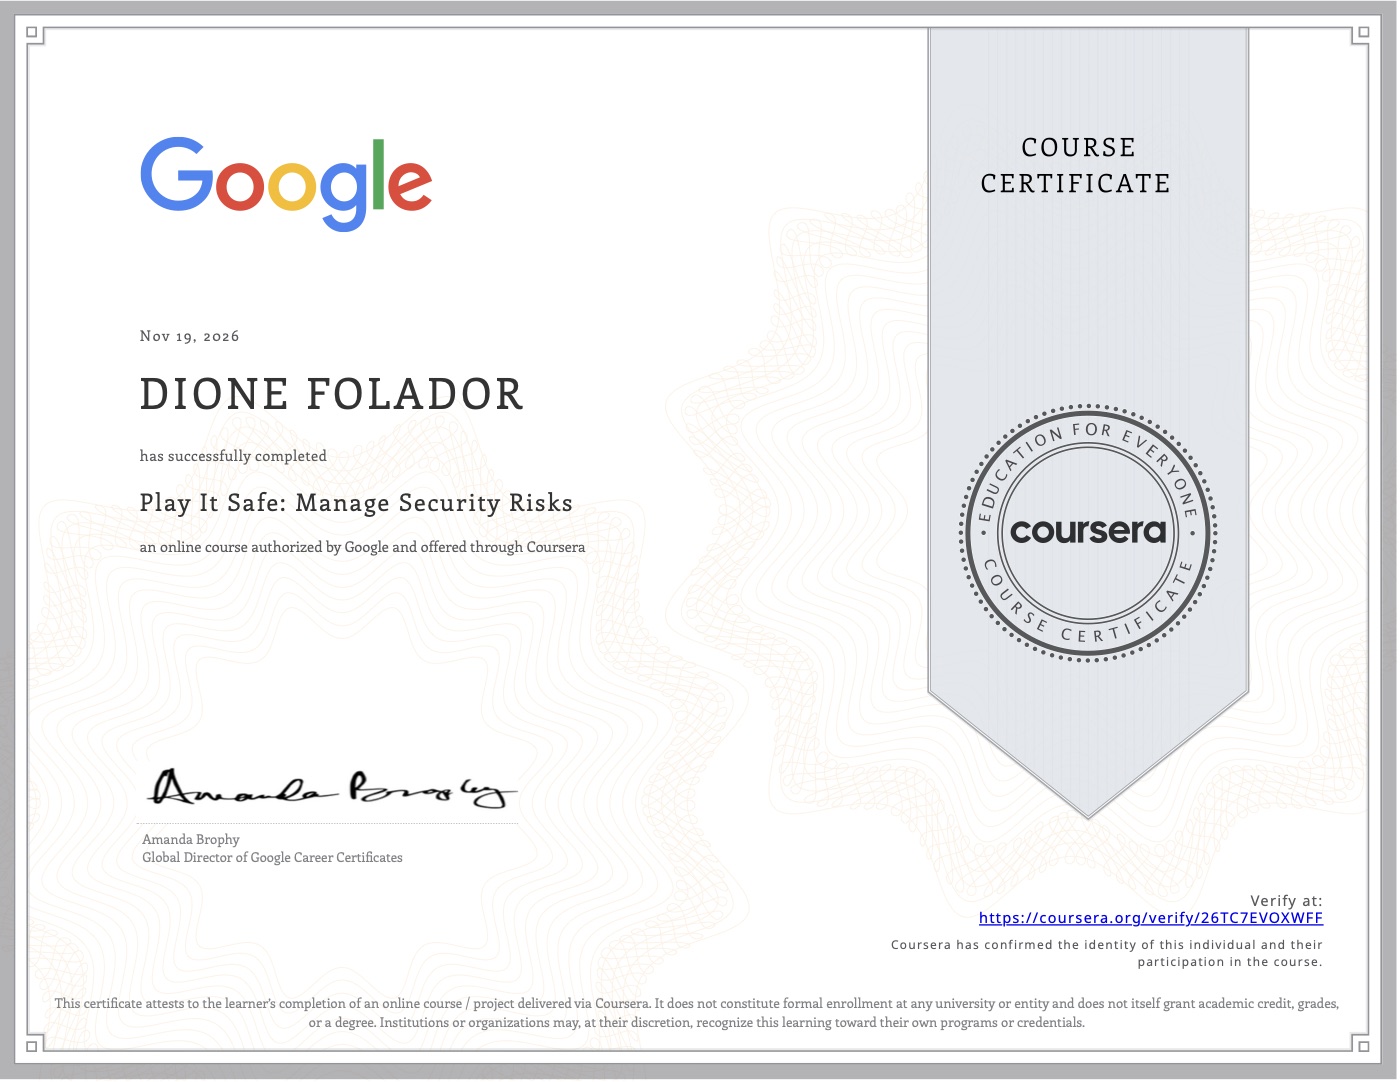 Google
COURSE
CERTIFICATE
Nov 19, 2026
DIONE FOLADOR
has successfully completed
Play It Safe: Manage Security Risks
an online course authorized by Google and offered through Coursera
EDUCATION FOR EVERYONE
coursera
COURSE CERTIFICATE
Amanda Brophy
Amanda Brophy
Global Director of Google Career Certificates
Verify at:
https://coursera.org/verify/26TC7EVOXWFF
Coursera has confirmed the identity of this individual and their
participation in the course.
This certificate attests to the learner's completion of an online course / project delivered via Coursera. It does not constitute formal enrollment at any university or entity and does not itself grant academic credit, grades,
or a degree. Institutions or organizations may, at their discretion, recognize this learning toward their own programs or credentials.